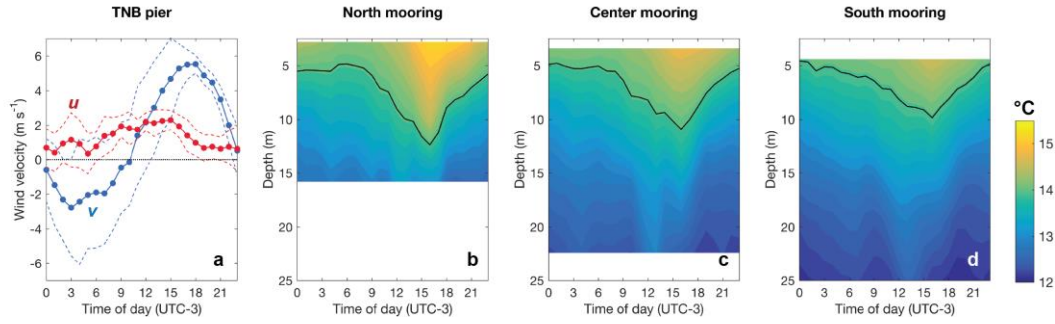 TNB pier
North mooring
Center mooring
South mooring
Wind velocity (m s⁻¹)
6
4
2
0
-2
-4
-6
u
v
a
0 3 6 9 12 15 18 21
Time of day (UTC-3)
Depth (m)
5
10
15
20
25
b
0 3 6 9 12 15 18 21
Time of day (UTC-3)
Depth (m)
5
10
15
20
25
c
0 3 6 9 12 15 18 21
Time of day (UTC-3)
Depth (m)
5
10
15
20
25
d
0 3 6 9 12 15 18 21
Time of day (UTC-3)
°C
15
14
13
12